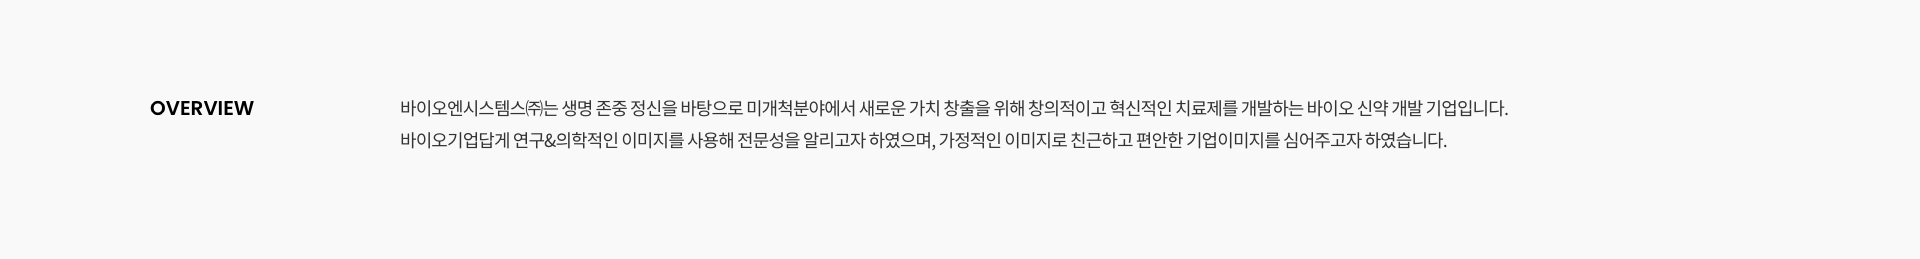 OVERVIEW
바이오엔시스템스㈜는 생명 존중 정신을 바탕으로 미개척분야에서 새로운 가치 창출을 위해 창의적이고 혁신적인 치료제를 개발하는 바이오 신약 개발 기업입니다.
바이오기업답게 연구&의학적인 이미지를 사용해 전문성을 알리고자 하였으며, 가정적인 이미지로 친근하고 편안한 기업이미지를 심어주고자 하였습니다.